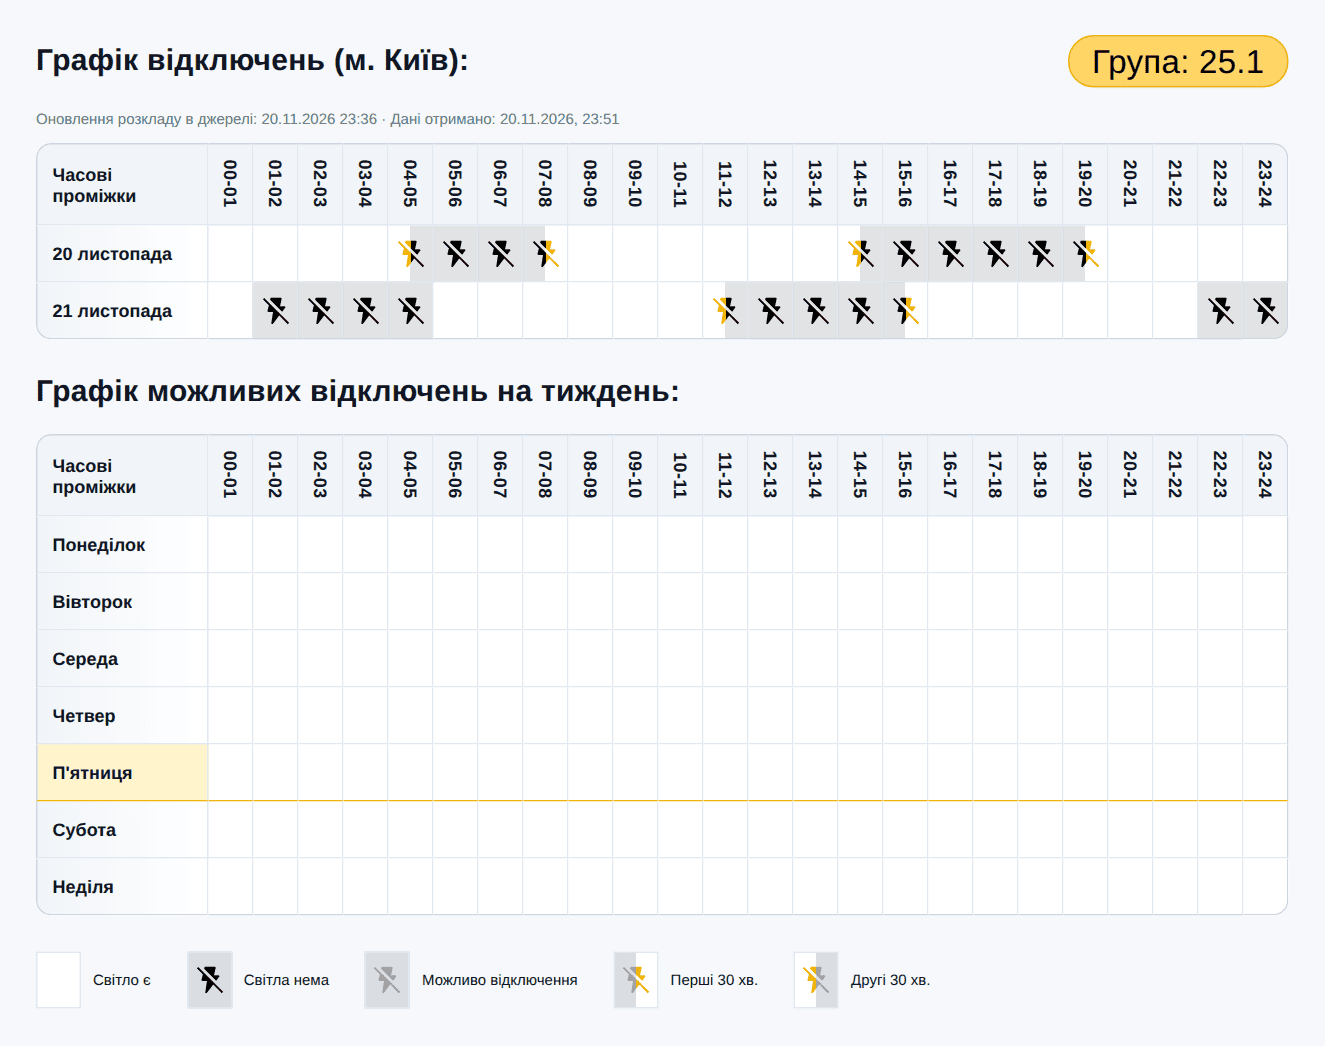 Графік відключень (м. Київ):
Група: 25.1
Оновлення розкладу в джерелі: 20.11.2026 23:36 · Дані отримано: 20.11.2026, 23:51
Часові
проміжки
00-01 01-02 02-03 03-04 04-05 05-06 06-07 07-08 08-09 09-10 10-11 11-12 12-13 13-14 14-15 15-16 16-17 17-18 18-19 19-20 20-21 21-22 22-23 23-24
20 листопада
21 листопада
Графік можливих відключень на тиждень:
Часові
проміжки
00-01 01-02 02-03 03-04 04-05 05-06 06-07 07-08 08-09 09-10 10-11 11-12 12-13 13-14 14-15 15-16 16-17 17-18 18-19 19-20 20-21 21-22 22-23 23-24
Понеділок
Вівторок
Середа
Четвер
П'ятниця
Субота
Неділя
Світло є Світла нема Можливо відключення Перші 30 хв. Другі 30 хв.